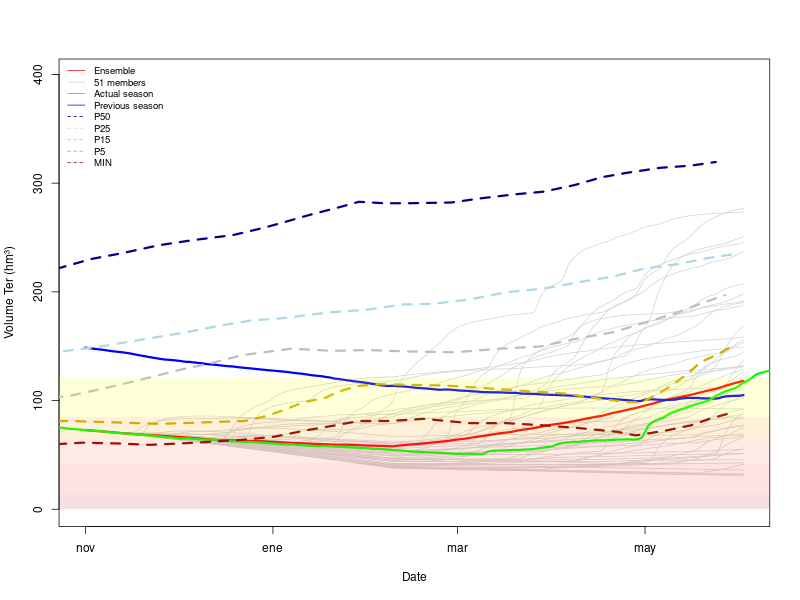 Ensemble
51 members
Actual season
Previous season
P50
P25
P15
P5
MIN
400
300
200
100
0
Volume Ter (hm³)
nov ene mar may
Date